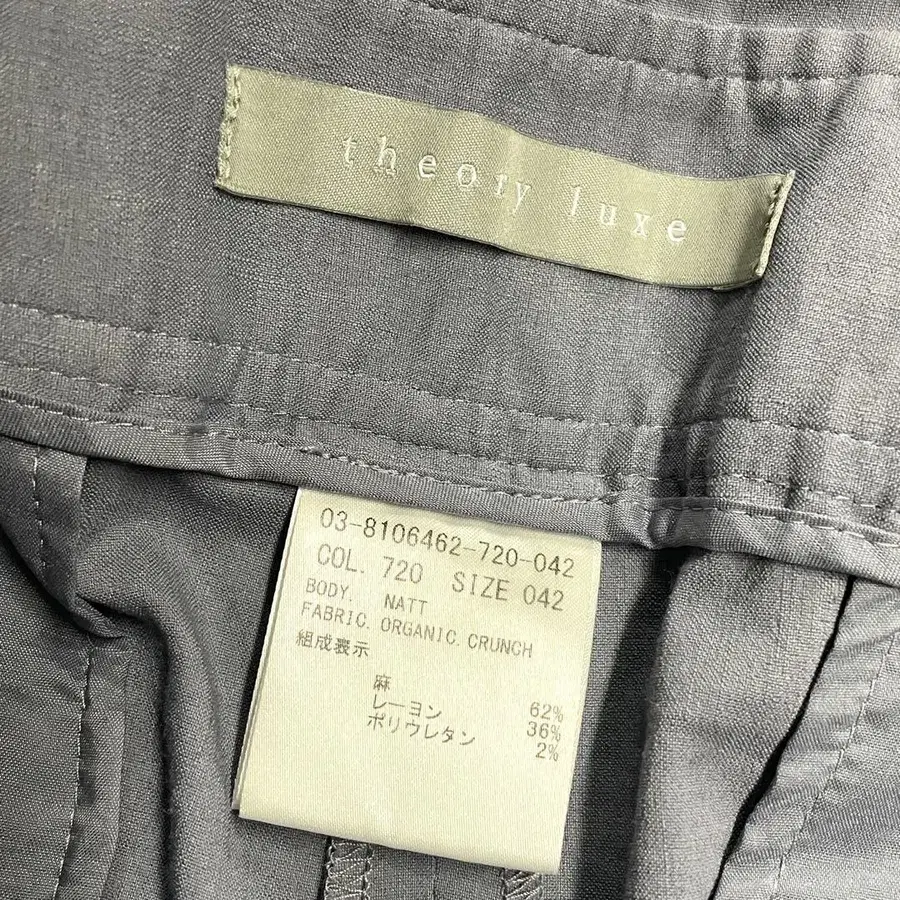 theory luxe
03-8106462-720-042
COL. 720 SIZE 042
BODY. NATT
FABRIC. ORGANIC. CRUNCH
組成表示
麻 62%
レーヨン 36%
ポリウレタン 2%